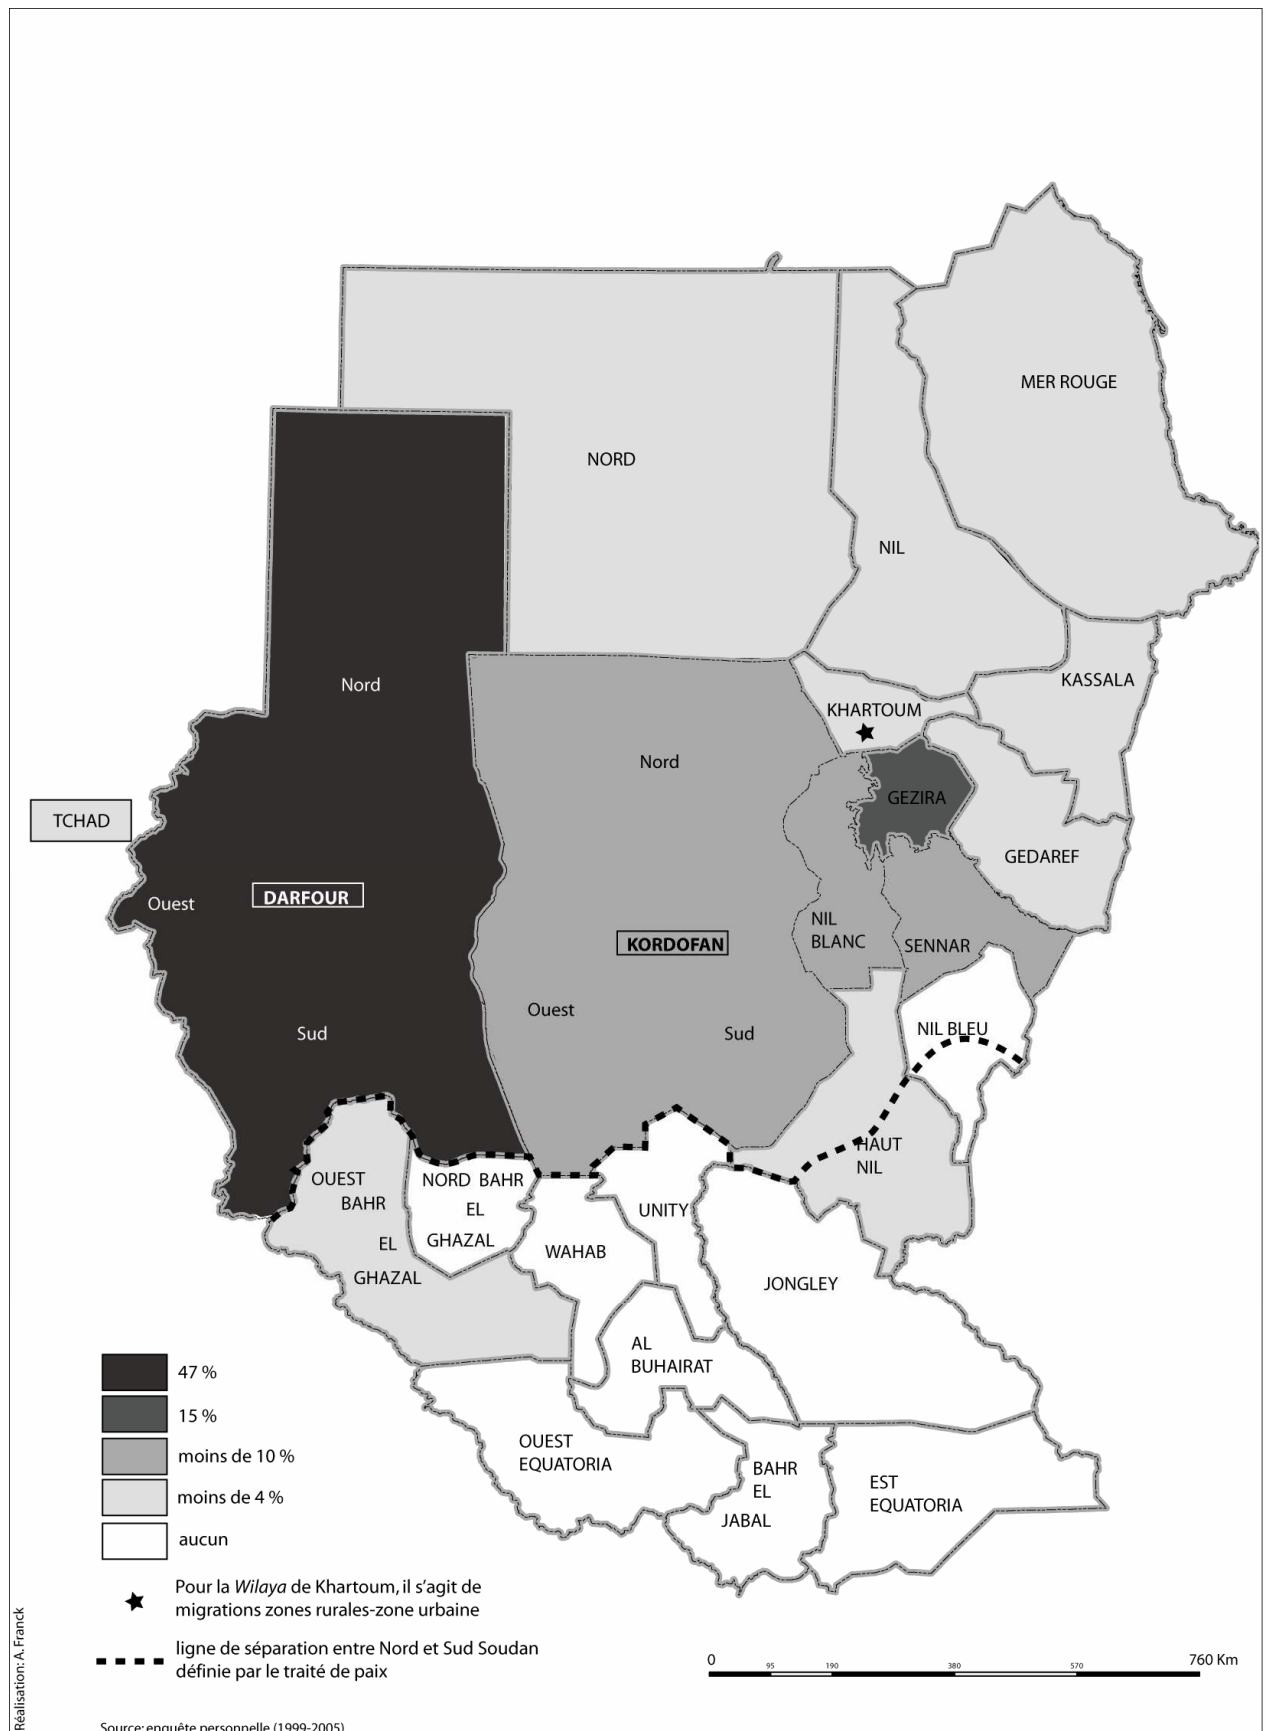 MER ROUGE
NORD
NIL
Nord
KASSALA
KHARTOUM
Nord
GEZIRA
TCHAD
GEDAREF
DARFOUR
Ouest
KORDOFAN
NIL
BLANC
SENNAR
Ouest
Sud
Sud
NIL BLEU
HAUT
NIL
OUEST
BAHR
EL
GHAZAL
NORD BAHR
EL
GHAZAL
UNITY
WAHAB
JONGLEY
AL
BUHAIRAT
OUEST
EQUATORIA
BAHR
EL
JABAL
EST
EQUATORIA
47 %
15 %
moins de 10 %
moins de 4 %
aucun
Pour la Wilaya de Khartoum, il s’agit de
migrations zones rurales-zone urbaine
ligne de séparation entre Nord et Sud Soudan
définie par le traité de paix
0 95 190 380 570 760 Km
Réalisation: A. Franck
Source: enquête personnelle (1999-2005)